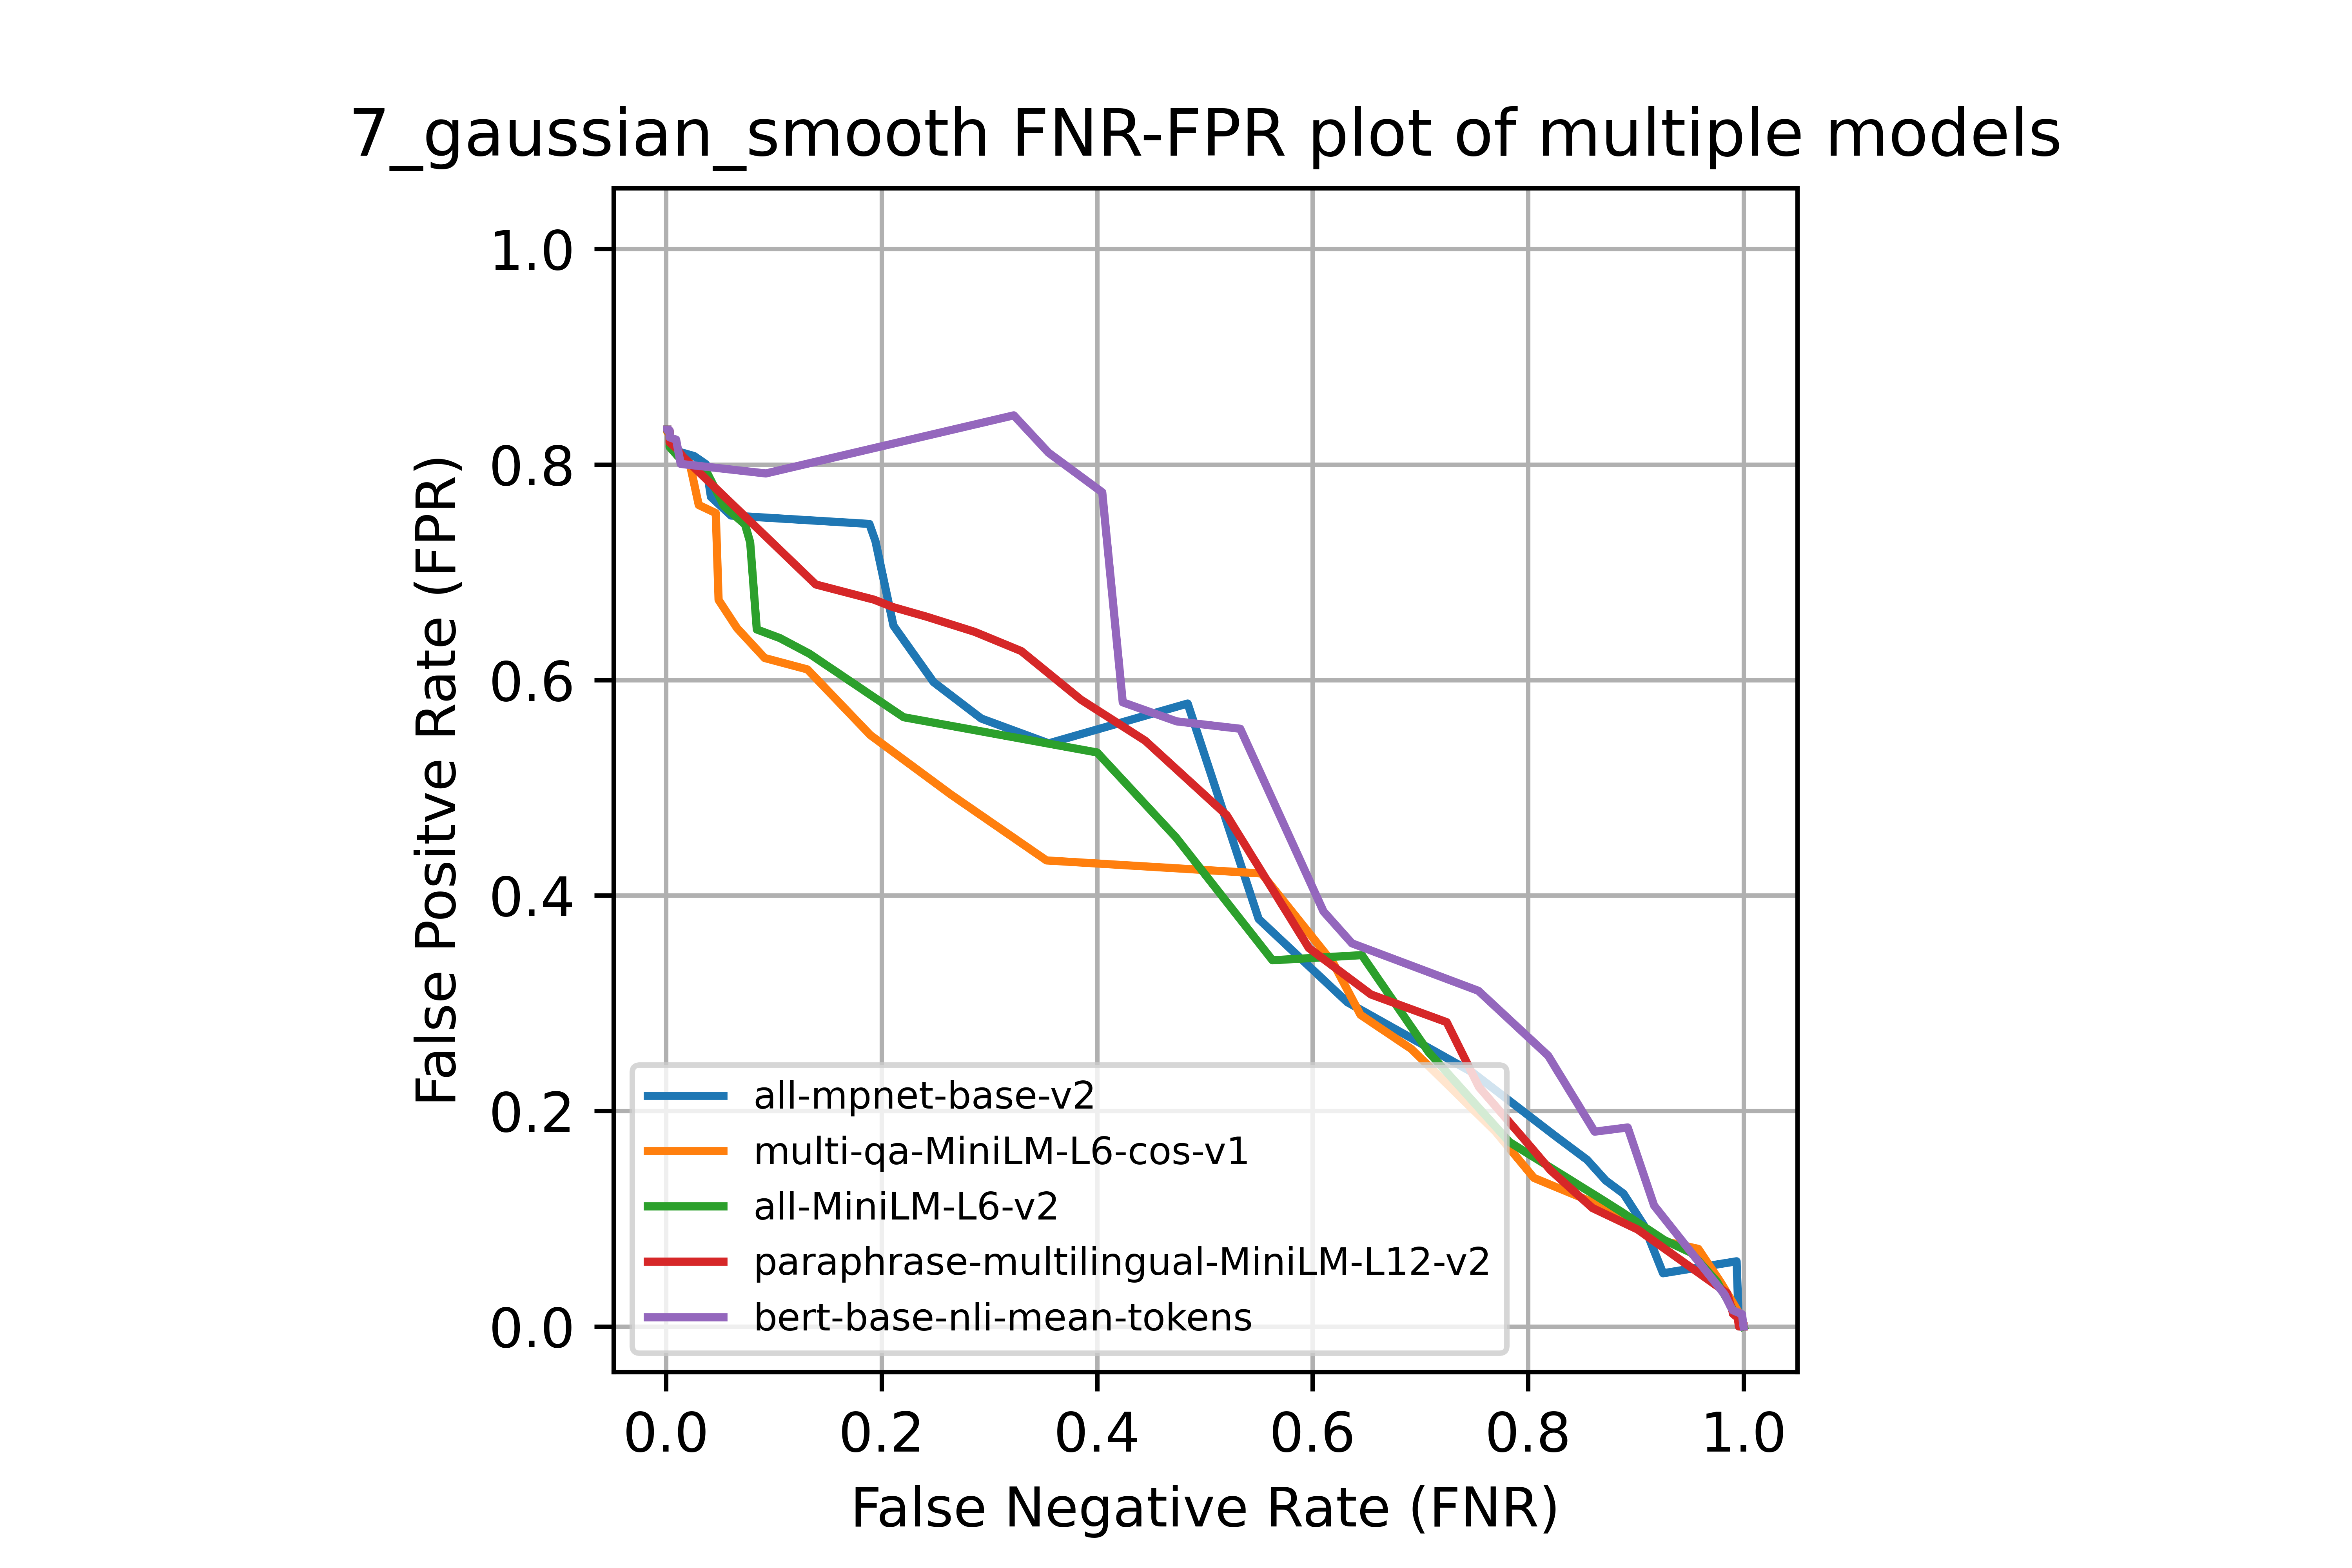 7_gaussian_smooth FNR-FPR plot of multiple models
False Positve Rate (FPR)
1.0
0.8
0.6
0.4
0.2
0.0
all-mpnet-base-v2
multi-qa-MiniLM-L6-cos-v1
all-MiniLM-L6-v2
paraphrase-multilingual-MiniLM-L12-v2
bert-base-nli-mean-tokens
0.0 0.2 0.4 0.6 0.8 1.0
False Negative Rate (FNR)